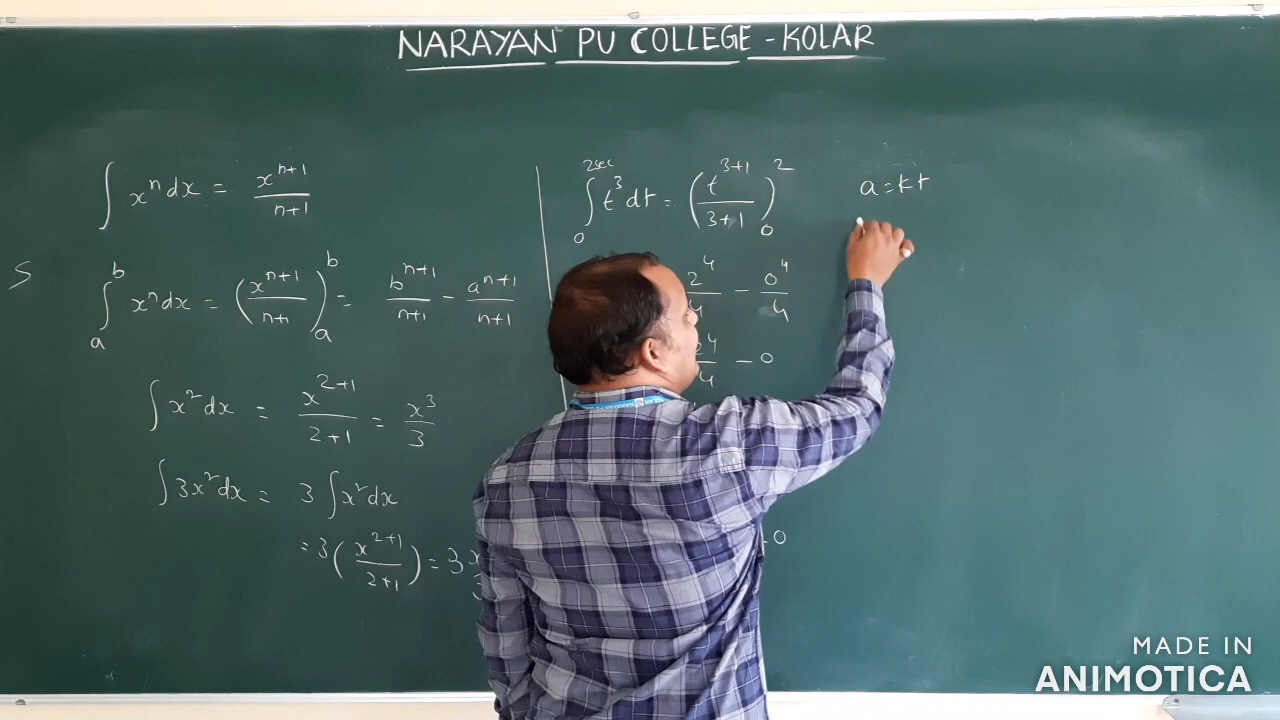 NARAYAN PU COLLEGE - KOLAR
∫ xⁿ dx = xⁿ⁺¹ / n+1
S
∫ₐᵇ xⁿ dx = (xⁿ⁺¹ / n+1)ₐᵇ = bⁿ⁺¹ / n+1 - aⁿ⁺¹ / n+1
∫ x² dx = x²⁺¹ / 2+1 = x³ / 3
∫ 3x² dx = 3 ∫ x² dx
= 3 (x²⁺¹ / 2+1) = 3 x
∫₀²ˢᵉᶜ t³ dt = (t³⁺¹ / 3+1)₀²
2⁴ / 4 - 0⁴ / 4
2⁴ / 4 - 0
0
a = kt
MADE IN
ANIMOTICA